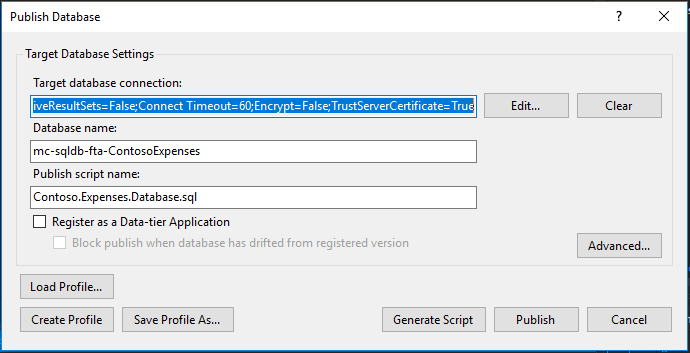 Publish Database
?
Target Database Settings
Target database connection:
iveResultSets=False;Connect Timeout=60;Encrypt=False;TrustServerCertificate=True
Edit...
Clear
Database name:
mc-sqldb-fta-ContosoExpenses
Publish script name:
Contoso.Expenses.Database.sql
Register as a Data-tier Application
Block publish when database has drifted from registered version
Advanced...
Load Profile...
Create Profile
Save Profile As...
Generate Script
Publish
Cancel